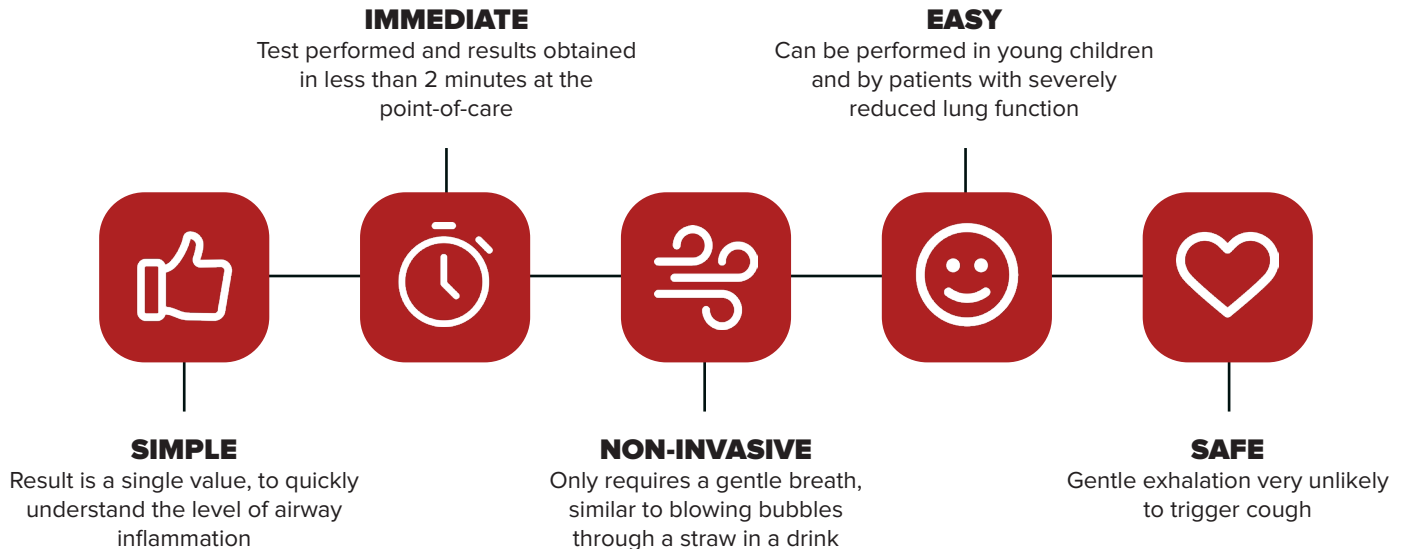 IMMEDIATE
Test performed and results obtained
in less than 2 minutes at the
point-of-care
EASY
Can be performed in young children
and by patients with severely
reduced lung function
SIMPLE
Result is a single value, to quickly
understand the level of airway
inflammation
NON-INVASIVE
Only requires a gentle breath,
similar to blowing bubbles
through a straw in a drink
SAFE
Gentle exhalation very unlikely
to trigger cough